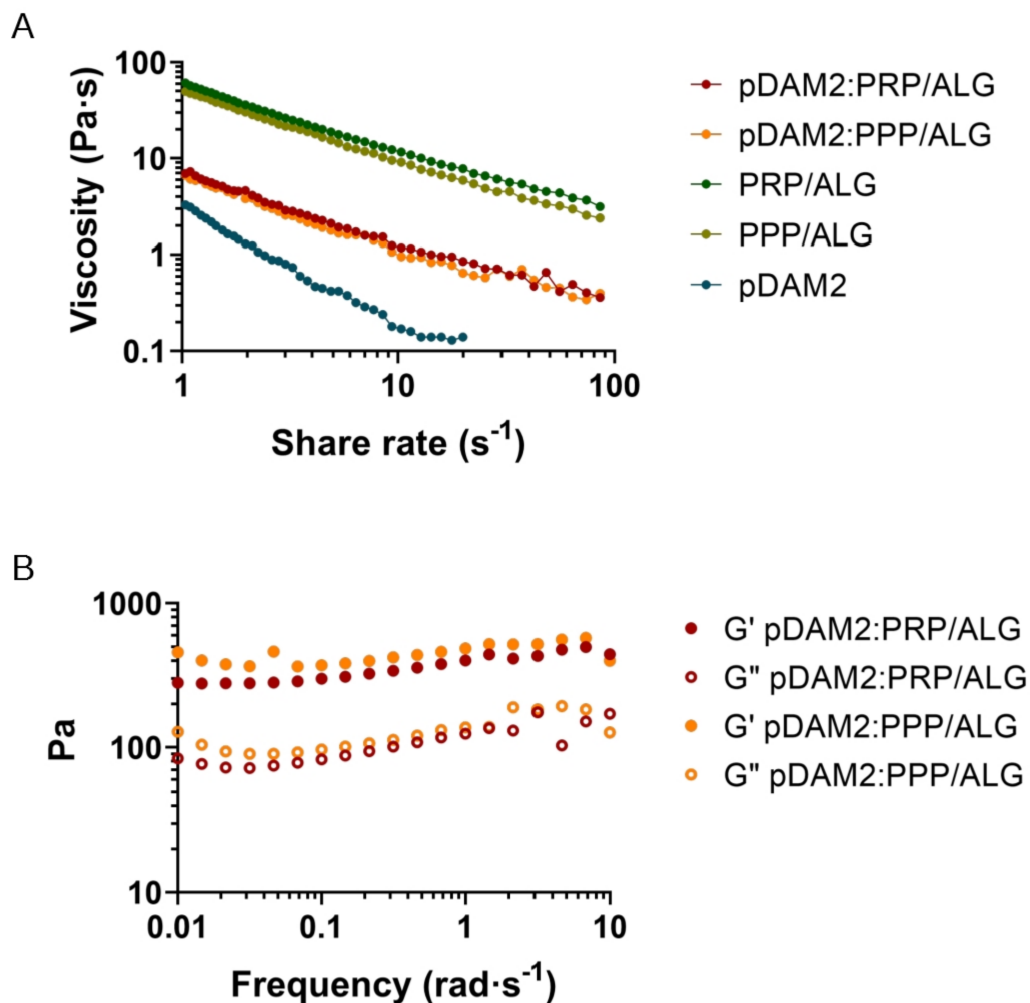 A
Viscosity (Pa·s)
100
10
1
0.1
1
10
100
Share rate (s-1)
pDAM2:PRP/ALG
pDAM2:PPP/ALG
PRP/ALG
PPP/ALG
pDAM2
B
Pa
1000
100
10
0.01
0.1
1
10
Frequency (rad·s-1)
G' pDAM2:PRP/ALG
G" pDAM2:PRP/ALG
G' pDAM2:PPP/ALG
G" pDAM2:PPP/ALG